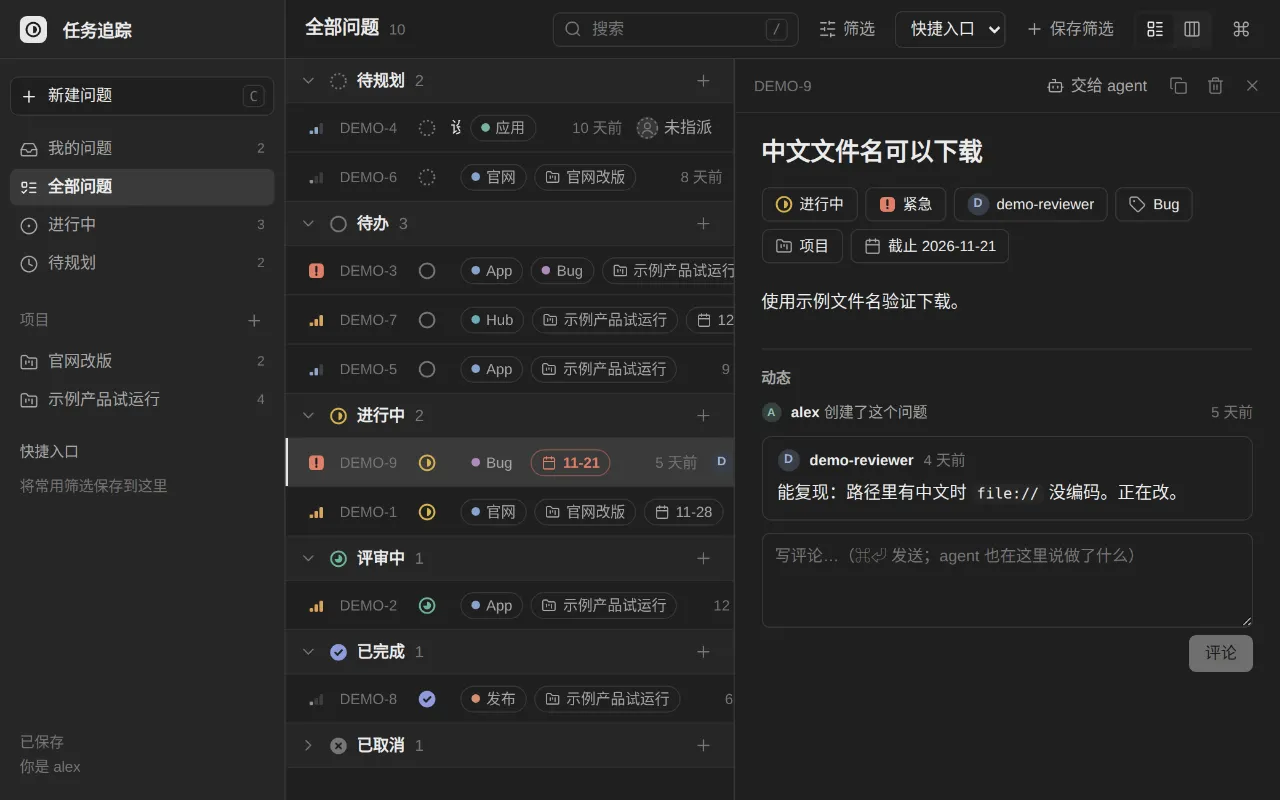 任务追踪
新建问题 C
我的问题 2
全部问题
进行中 3
待规划 2
项目
官网改版 2
示例产品试运行 4
快捷入口
将常用筛选保存到这里
已保存
你是 alex
全部问题 10
搜索 /
筛选
快捷入口
保存筛选
⌘
待规划 2
DEMO-4 应用 10 天前 未指派
DEMO-6 官网 官网改版 8 天前
待办 3
DEMO-3 App Bug 示例产品试运行
DEMO-7 Hub 示例产品试运行 12
DEMO-5 App 示例产品试运行 9
进行中 2
DEMO-9 Bug 11-21 5 天前 D
DEMO-1 官网 官网改版 11-28
评审中 1
DEMO-2 App 示例产品试运行 12
已完成 1
DEMO-8 发布 示例产品试运行 6
已取消 1
DEMO-9
交给 agent
中文文件名可以下载
进行中 紧急 D demo-reviewer Bug
项目 截止 2026-11-21
使用示例文件名验证下载。
动态
A alex 创建了这个问题 5 天前
D demo-reviewer 4 天前
能复现：路径里有中文时 file:// 没编码。正在改。
写评论…（⌘⏎ 发送；agent 也在这里说做了什么）
评论